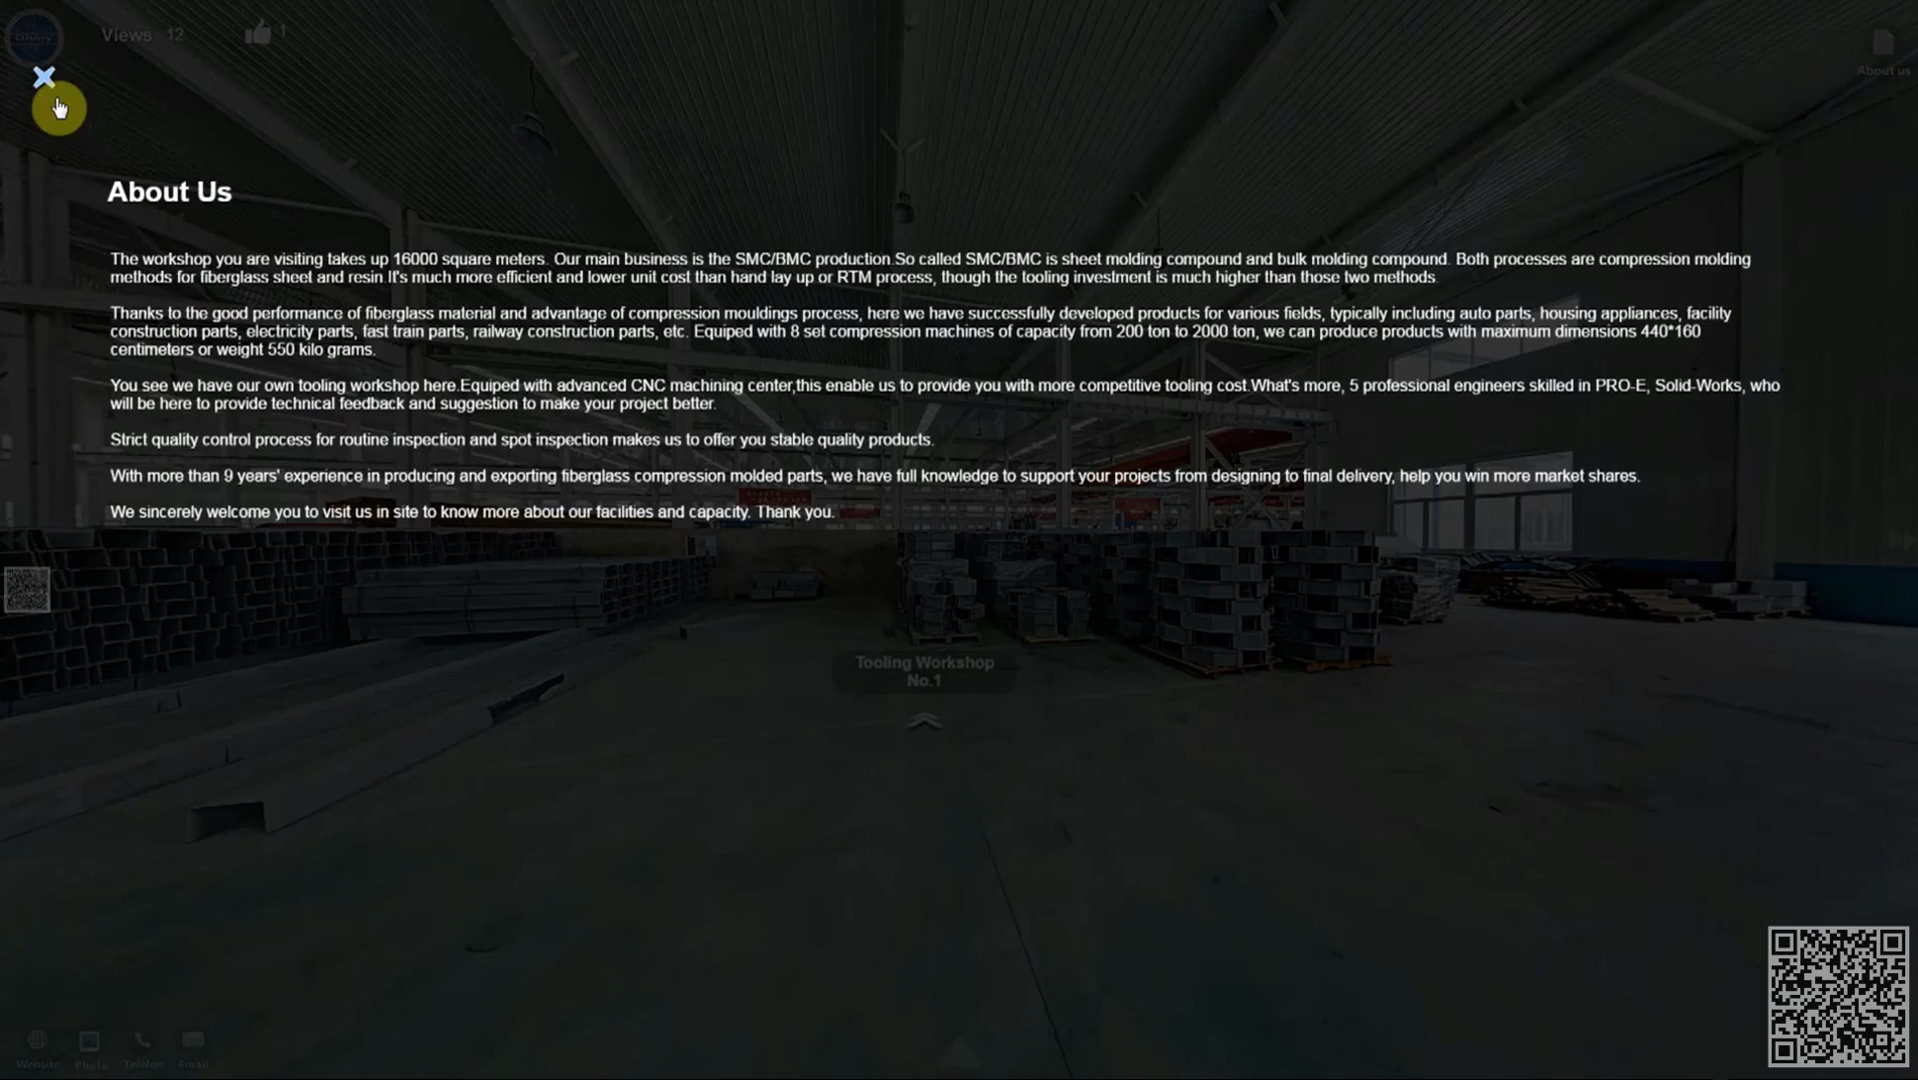 Views 12
1
About us
About Us
The workshop you are visiting takes up 16000 square meters. Our main business is the SMC/BMC production.So called SMC/BMC is sheet molding compound and bulk molding compound. Both processes are compression molding
methods for fiberglass sheet and resin.It's much more efficient and lower unit cost than hand lay up or RTM process, though the tooling investment is much higher than those two methods.
Thanks to the good performance of fiberglass material and advantage of compression mouldings process, here we have successfully developed products for various fields, typically including auto parts, housing appliances, facility
construction parts, electricity parts, fast train parts, railway construction parts, etc. Equiped with 8 set compression machines of capacity from 200 ton to 2000 ton, we can produce products with maximum dimensions 440*160
centimeters or weight 550 kilo grams.
You see we have our own tooling workshop here.Equiped with advanced CNC machining center,this enable us to provide you with more competitive tooling cost.What's more, 5 professional engineers skilled in PRO-E, Solid-Works, who
will be here to provide technical feedback and suggestion to make your project better.
Strict quality control process for routine inspection and spot inspection makes us to offer you stable quality products.
With more than 9 years' experience in producing and exporting fiberglass compression molded parts, we have full knowledge to support your projects from designing to final delivery, help you win more market shares.
We sincerely welcome you to visit us in site to know more about our facilities and capacity. Thank you.
Tooling Workshop
No.1
Website Photo Telefon Email